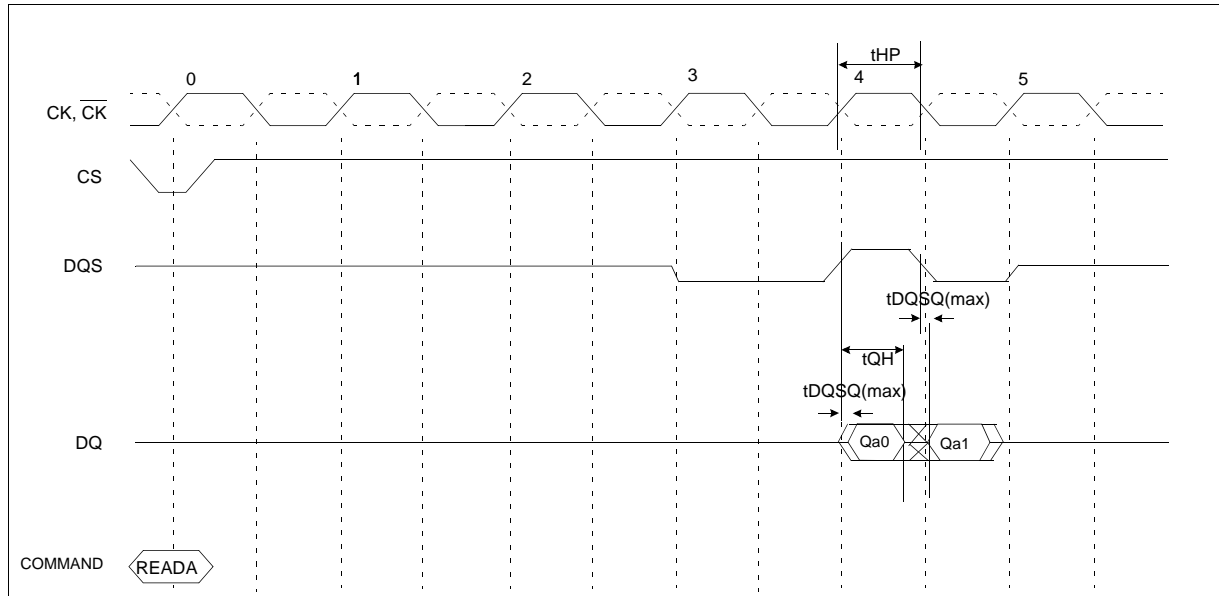 tHP
0 1 2 3 4 5
CK, C̅K̅
CS
DQS
tDQSQ(max)
tQH
tDQSQ(max)
DQ Qa0 Qa1
COMMAND READA